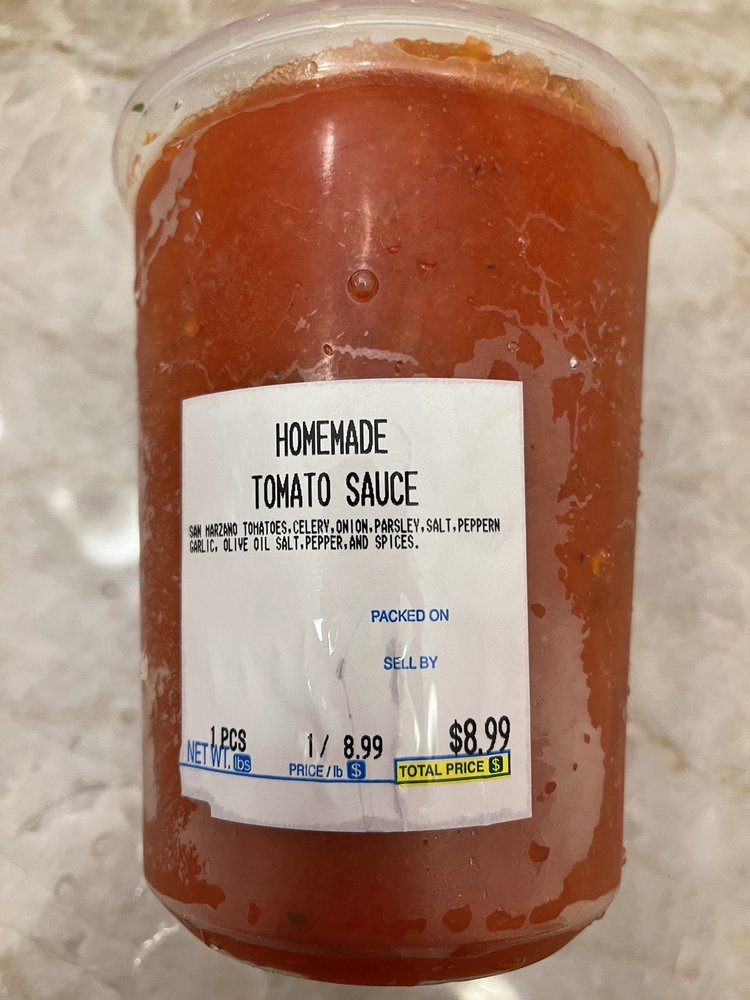 HOMEMADE
TOMATO SAUCE
SAN MARZANO TOMATOES,CELERY,ONION,PARSLEY,SALT,PEPPERN
GARLIC, OLIVE OIL SALT,PEPPER,AND SPICES.
PACKED ON
SELL BY
1 PCS 1/ 8.99 $8.99
NET WT. lbs PRICE/lb $ TOTAL PRICE $